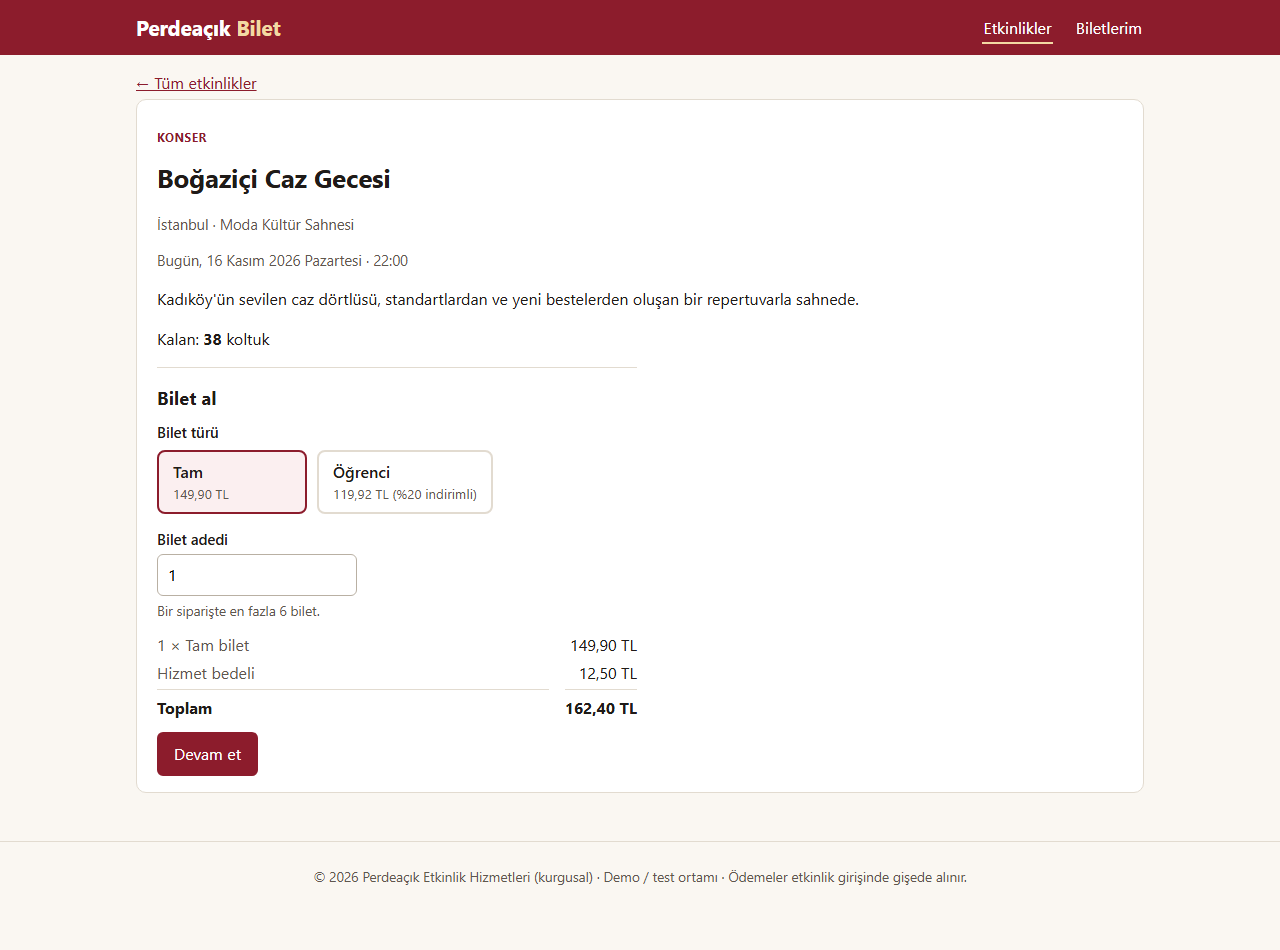 Perdeaçık Bilet
Etkinlikler
Biletlerim
← Tüm etkinlikler
KONSER
Boğaziçi Caz Gecesi
İstanbul · Moda Kültür Sahnesi
Bugün, 16 Kasım 2026 Pazartesi · 22:00
Kadıköy'ün sevilen caz dörtlüsü, standartlardan ve yeni bestelerden oluşan bir repertuvarla sahnede.
Kalan: 38 koltuk
Bilet al
Bilet türü
Tam
149,90 TL
Öğrenci
119,92 TL (%20 indirimli)
Bilet adedi
1
Bir siparişte en fazla 6 bilet.
1 × Tam bilet 149,90 TL
Hizmet bedeli 12,50 TL
Toplam 162,40 TL
Devam et
© 2026 Perdeaçık Etkinlik Hizmetleri (kurgusal) · Demo / test ortamı · Ödemeler etkinlik girişinde gişede alınır.